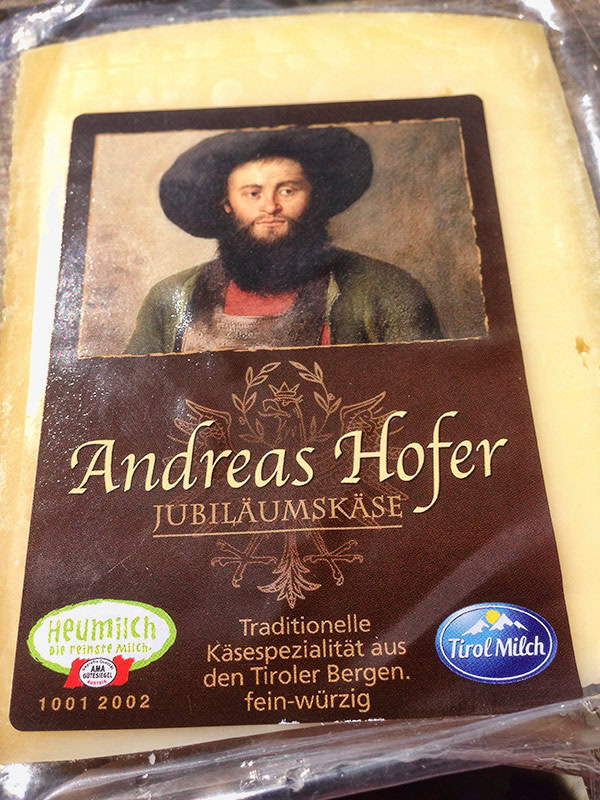 Andreas Hofer
JUBILÄUMSKÄSE
Heumilch
Die reinste Milch.
AMA
GÜTESIEGEL
AUSTRIA
1001 2002
Traditionelle
Käsespezialität aus
den Tiroler Bergen.
fein-würzig
Tirol Milch